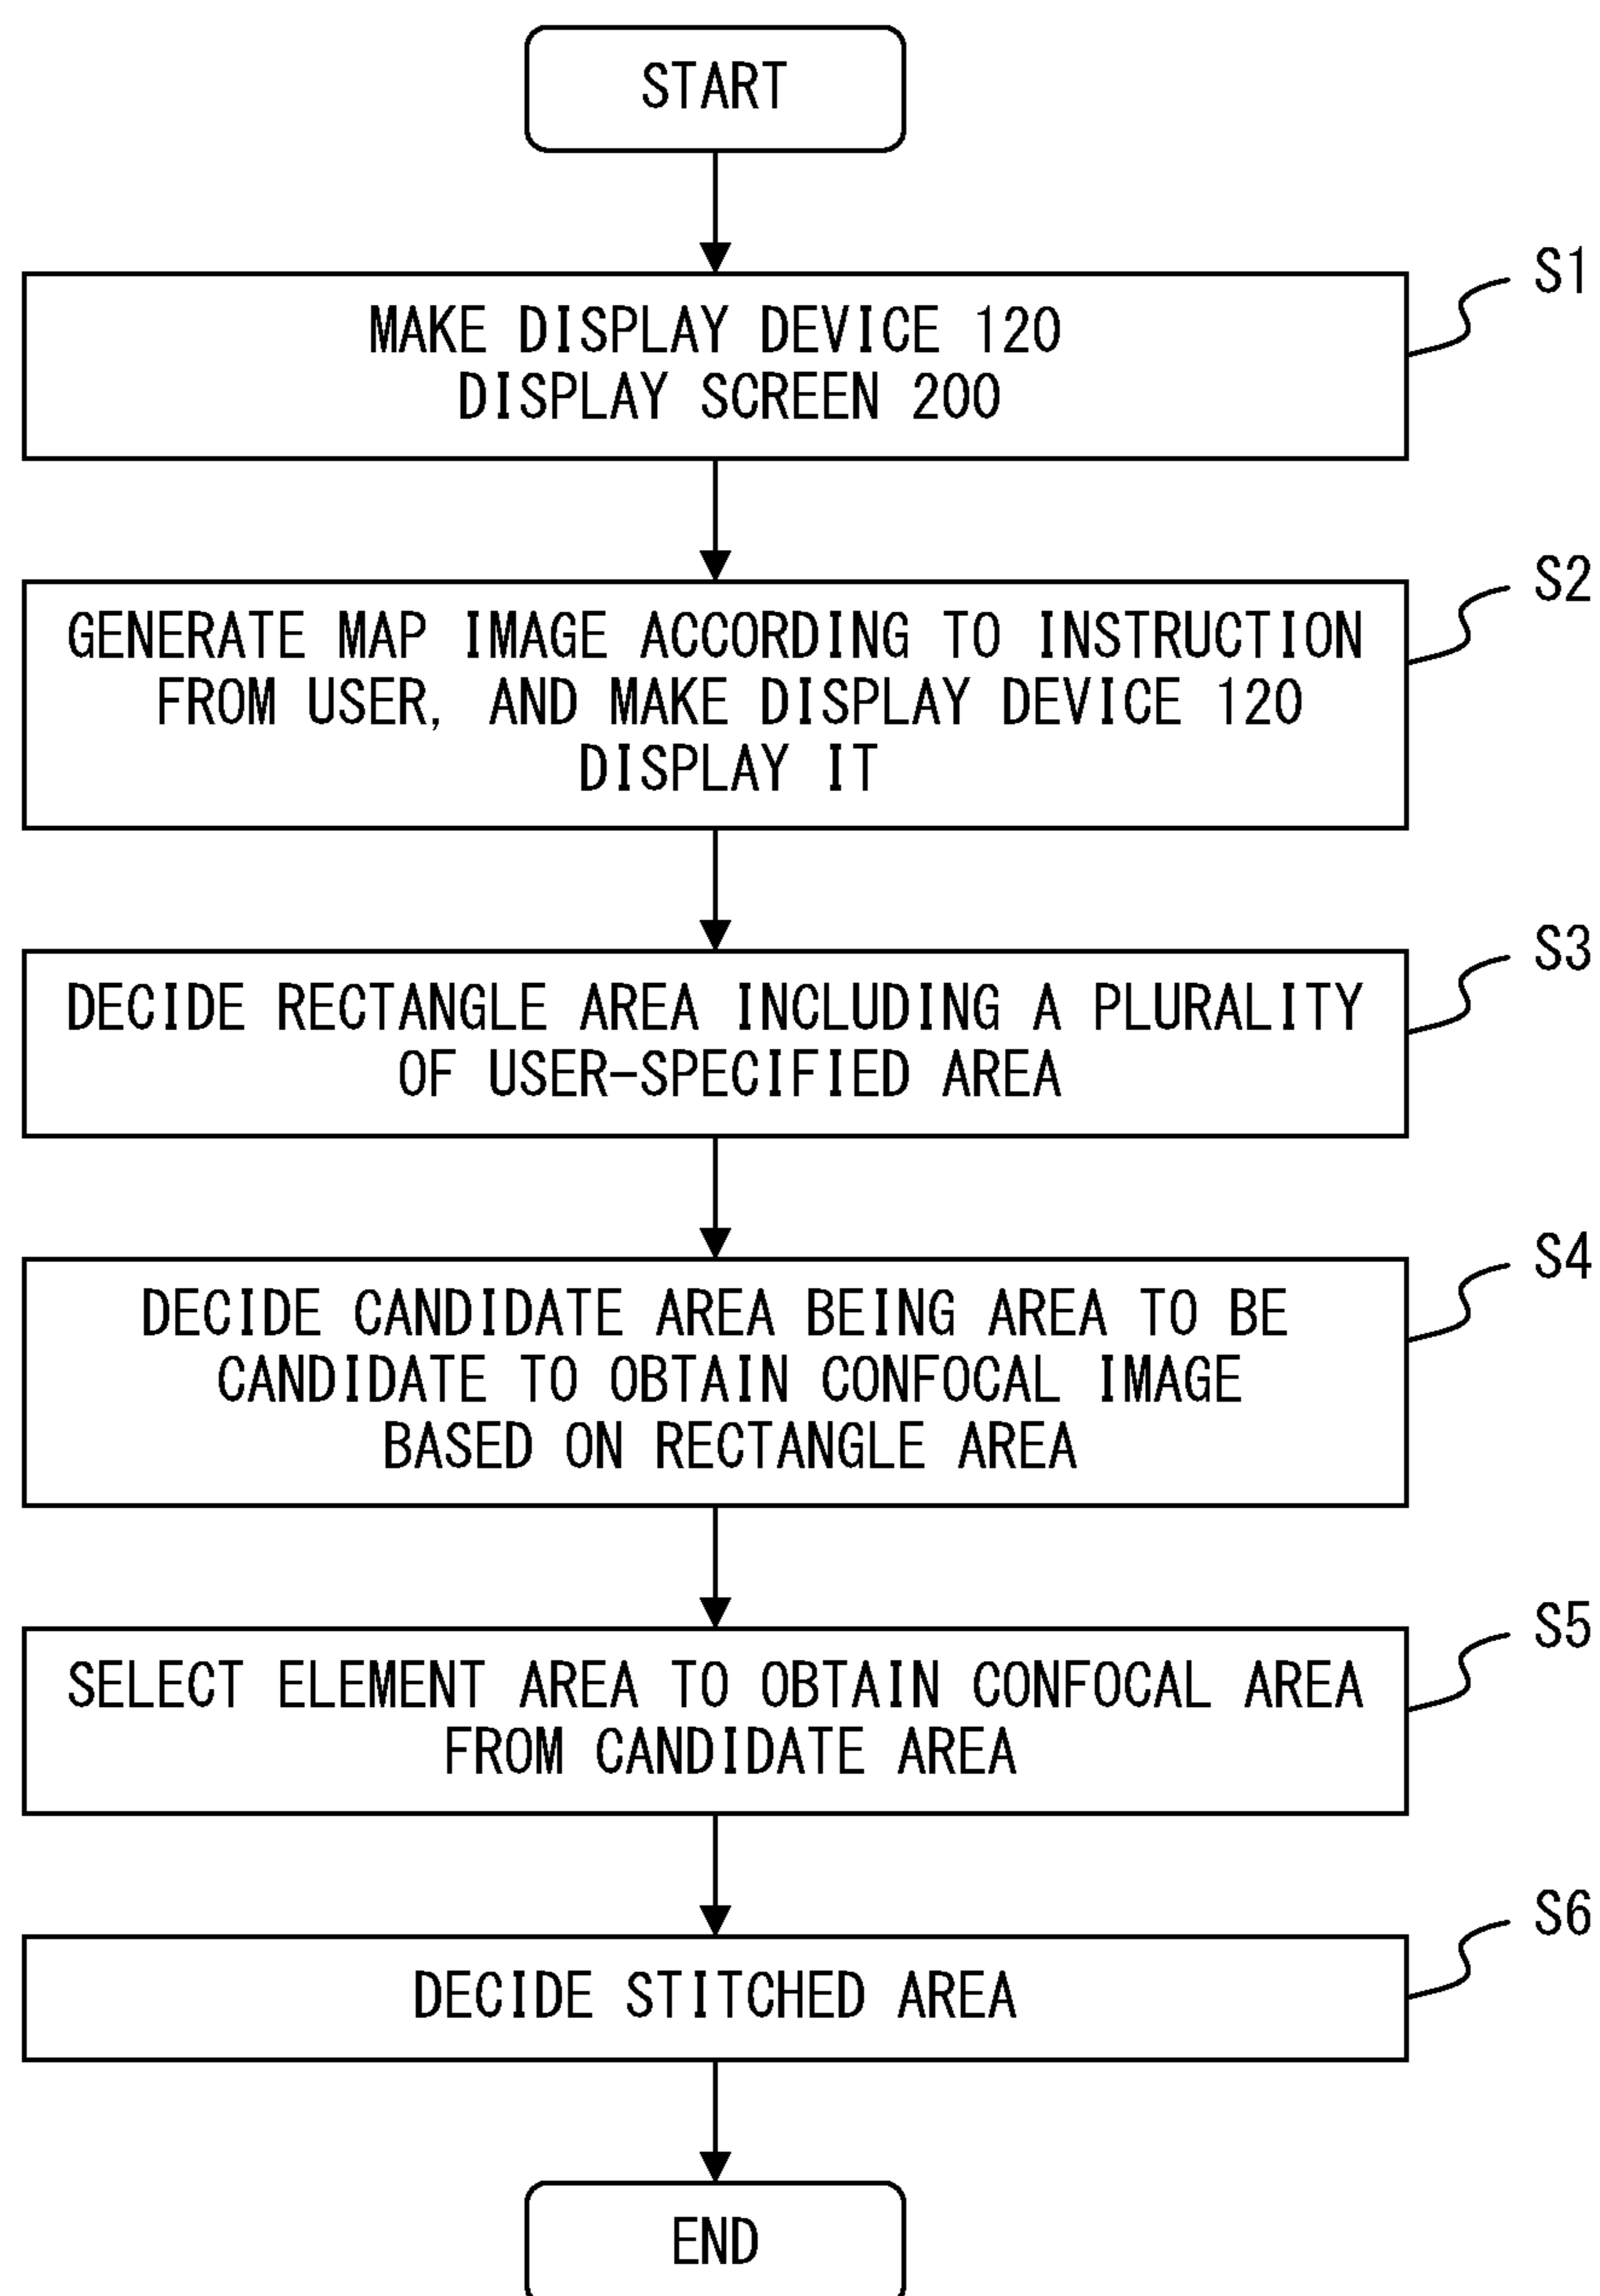 START
S1
MAKE DISPLAY DEVICE 120
DISPLAY SCREEN 200
S2
GENERATE MAP IMAGE ACCORDING TO INSTRUCTION
FROM USER, AND MAKE DISPLAY DEVICE 120
DISPLAY IT
S3
DECIDE RECTANGLE AREA INCLUDING A PLURALITY
OF USER-SPECIFIED AREA
S4
DECIDE CANDIDATE AREA BEING AREA TO BE
CANDIDATE TO OBTAIN CONFOCAL IMAGE
BASED ON RECTANGLE AREA
S5
SELECT ELEMENT AREA TO OBTAIN CONFOCAL AREA
FROM CANDIDATE AREA
S6
DECIDE STITCHED AREA
END